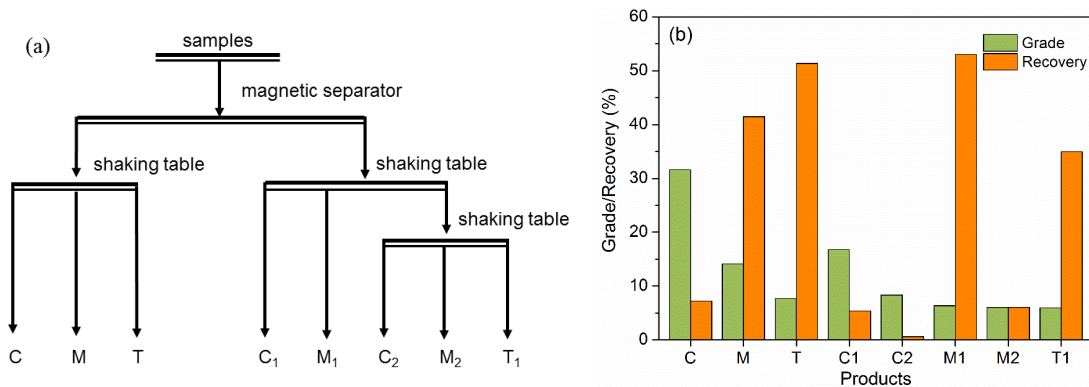 (a)
samples
magnetic separator
shaking table
shaking table
shaking table
C M T C₁ M₁ C₂ M₂ T₁
(b)
Grade
Recovery
Grade/Recovery (%)
60
50
40
30
20
10
0
C M T C1 C2 M1 M2 T1
Products